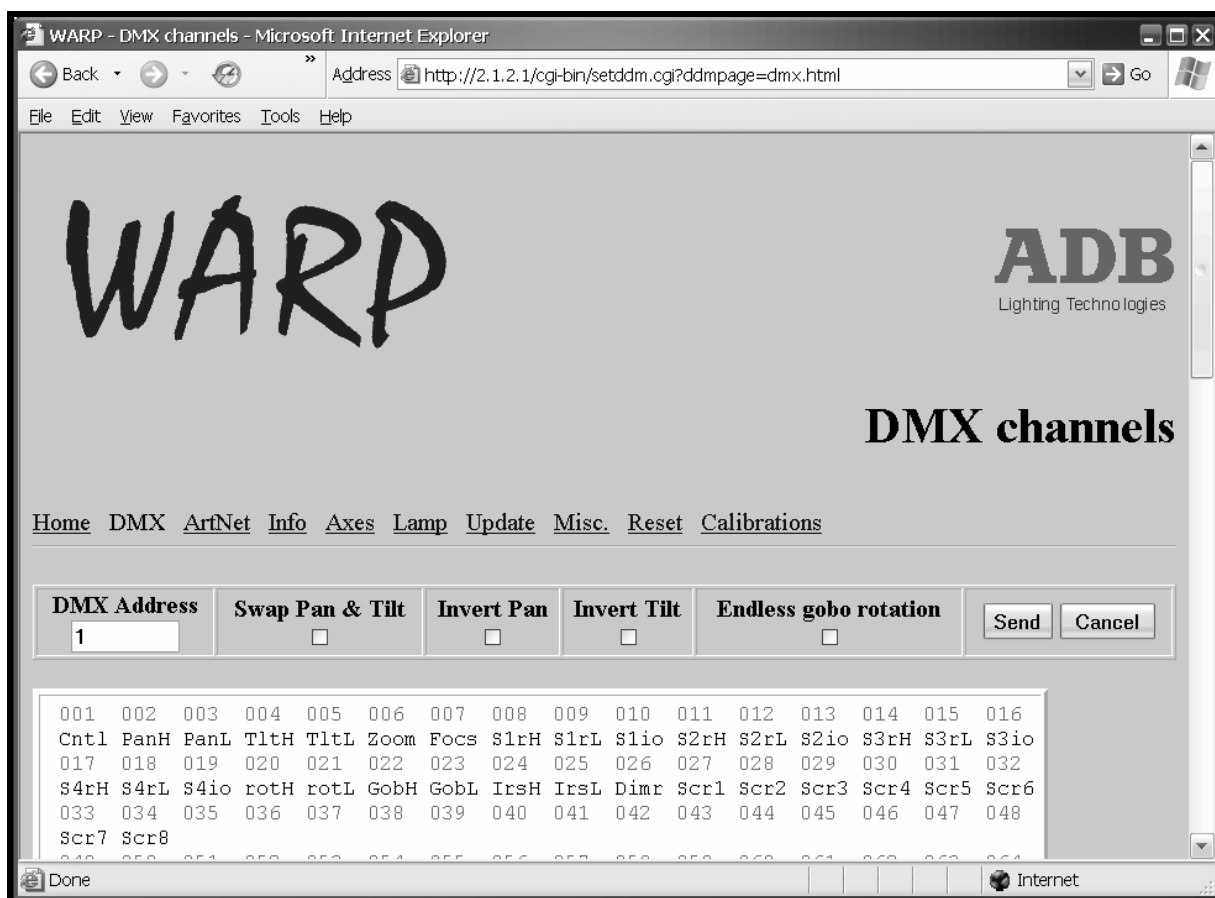 WARP - DMX channels - Microsoft Internet Explorer
Back » Address http://2.1.2.1/cgi-bin/setddm.cgi?ddmpage=dmx.html Go
File Edit View Favorites Tools Help
WARP
ADB
Lighting Technologies
DMX channels
Home DMX ArtNet Info Axes Lamp Update Misc. Reset Calibrations
DMX Address Swap Pan & Tilt Invert Pan Invert Tilt Endless gobo rotation Send Cancel
1
001 002 003 004 005 006 007 008 009 010 011 012 013 014 015 016
Cntl PanH PanL TltH TltL Zoom Focs S1rH S1rL S1io S2rH S2rL S2io S3rH S3rL S3io
017 018 019 020 021 022 023 024 025 026 027 028 029 030 031 032
S4rH S4rL S4io rotH rotL GobH GobL IrsH IrsL Dimr Scr1 Scr2 Scr3 Scr4 Scr5 Scr6
033 034 035 036 037 038 039 040 041 042 043 044 045 046 047 048
Scr7 Scr8
Done Internet